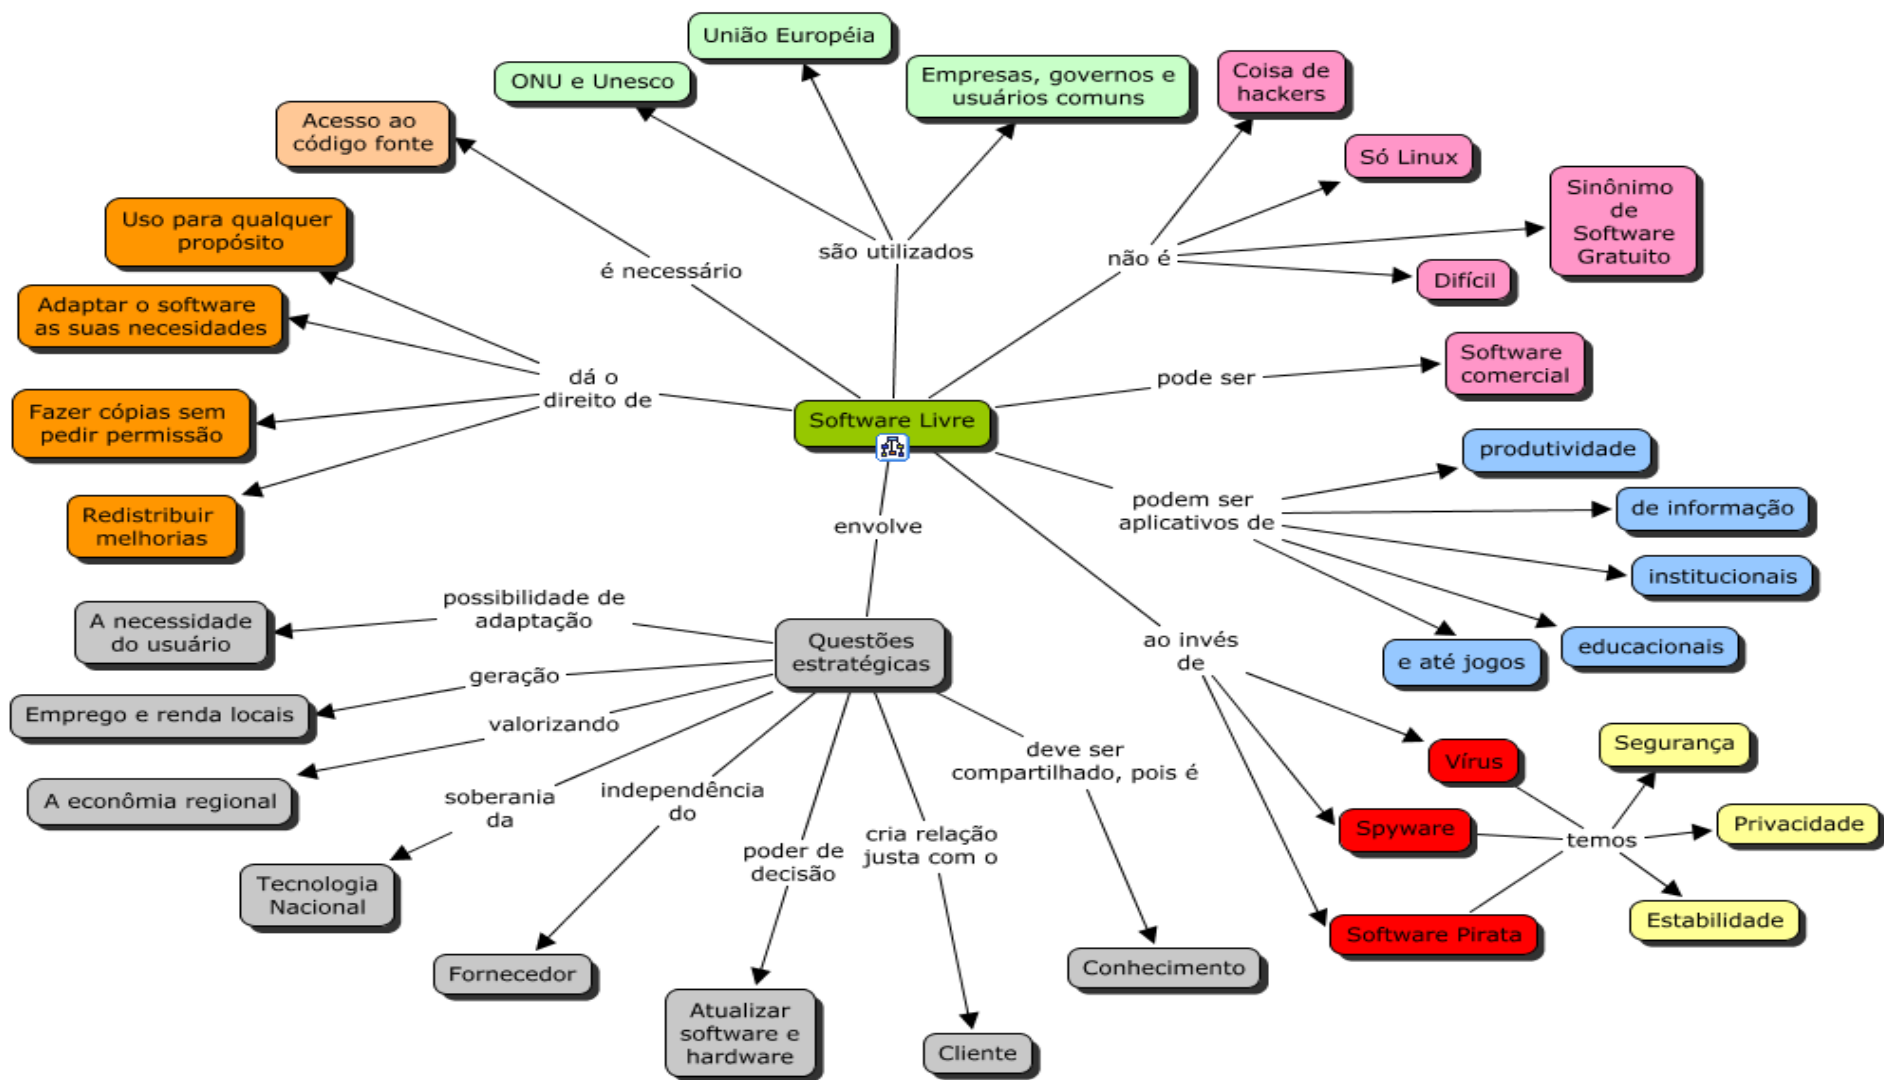 União Européia
ONU e Unesco
Empresas, governos e
usuários comuns
Coisa de
hackers
Acesso ao
código fonte
Só Linux
Sinônimo
de
Software
Gratuito
Uso para qualquer
propósito
são utilizados
não é
é necessário
Difícil
Adaptar o software
as suas necesidades
Software
comercial
pode ser
dá o
direito de
Fazer cópias sem
pedir permissão
Software Livre
produtividade
podem ser
aplicativos de
de informação
Redistribuir
melhorias
envolve
institucionais
educacionais
e até jogos
ao invés
de
possibilidade de
adaptação
A necessidade
do usuário
Questões
estratégicas
geração
Emprego e renda locais
valorizando
A econômia regional
soberania
da
independência
do
deve ser
compartilhado, pois é
Vírus
Segurança
Spyware
temos
Privacidade
cria relação
justa com o
poder de
decisão
Tecnologia
Nacional
Software Pirata
Estabilidade
Fornecedor
Conhecimento
Atualizar
software e
hardware
Cliente